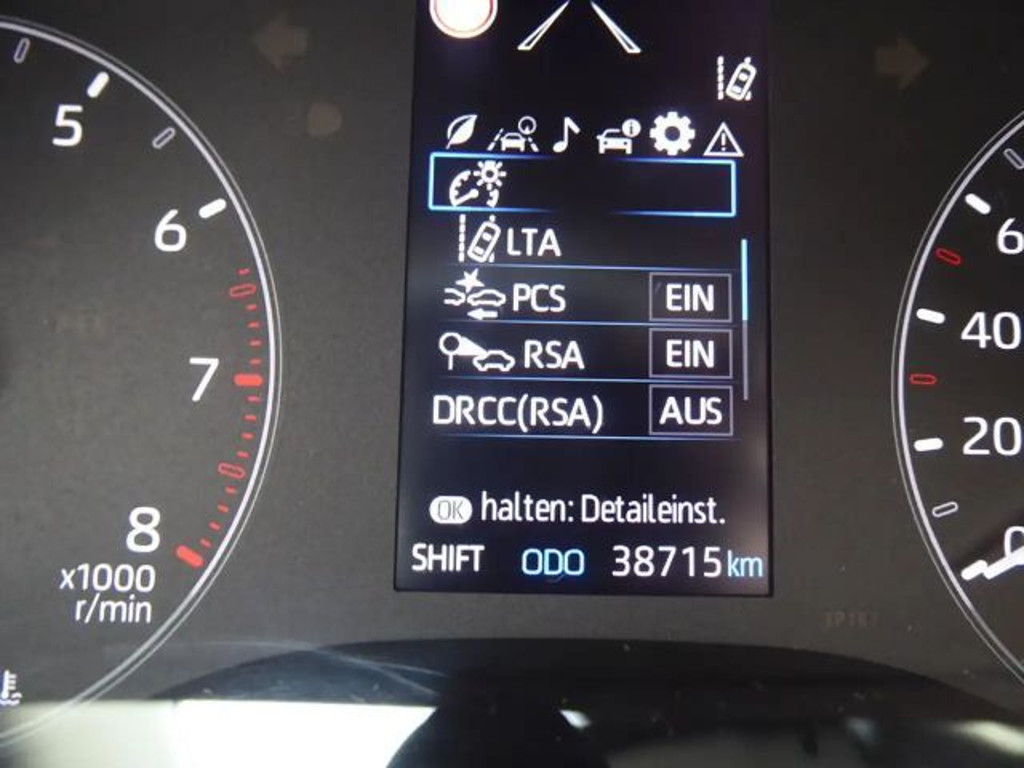 5
6
7
8
x1000
r/min
LTA
PCS EIN
RSA EIN
DRCC(RSA) AUS
OK halten: Detaileinst.
SHIFT ODO 38715 km
6
40
20
0